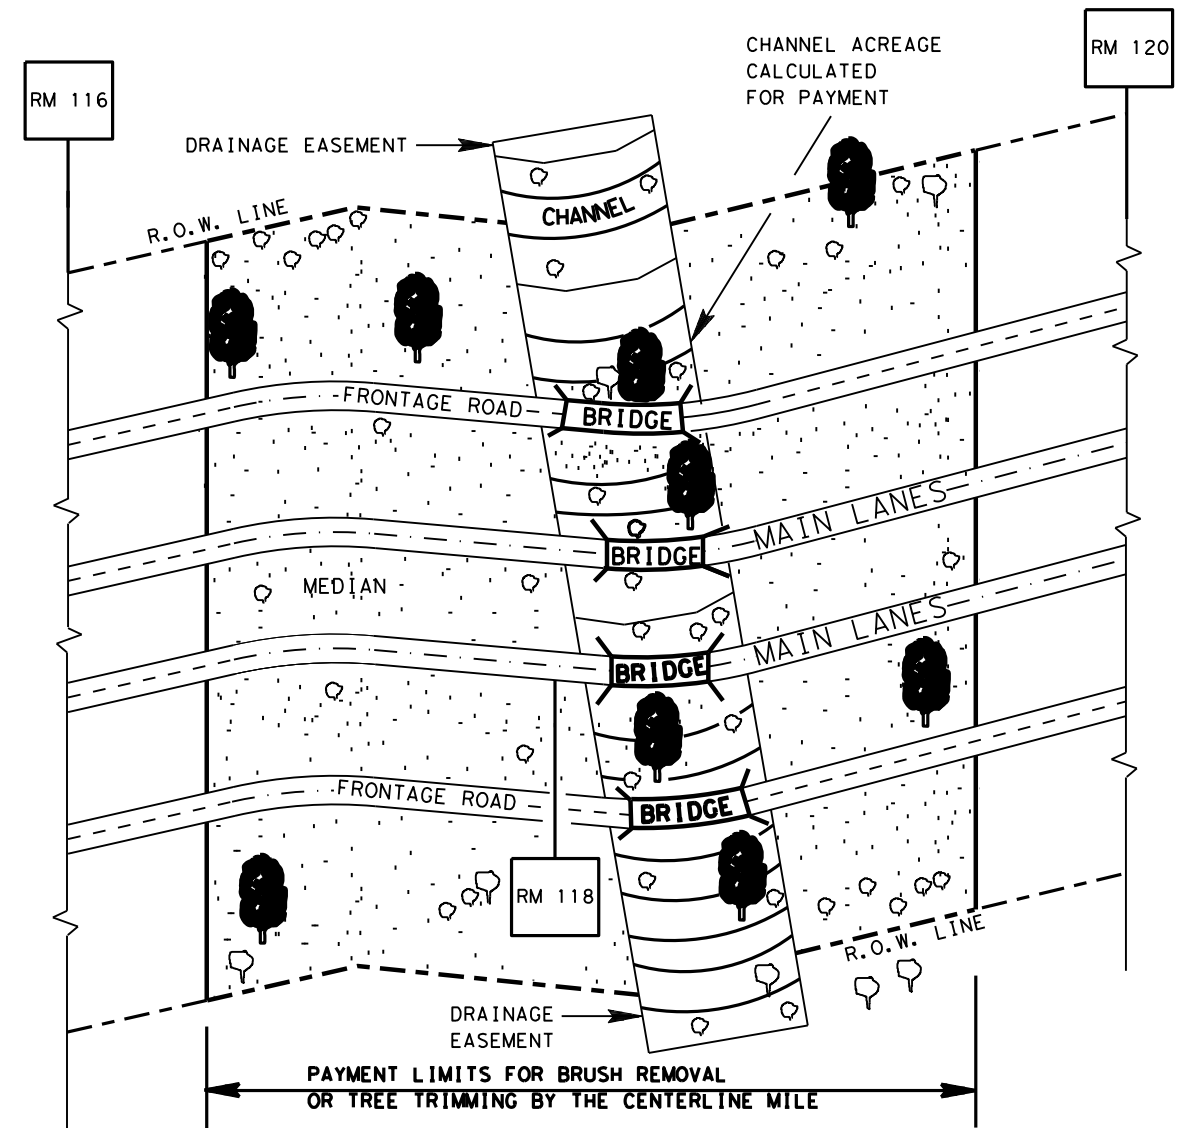 RM 120
CHANNEL ACREAGE
CALCULATED
FOR PAYMENT
RM 116
DRAINAGE EASEMENT
R.O.W. LINE
CHANNEL
FRONTAGE ROAD
BRIDGE
MAIN LANES
BRIDGE
MEDIAN
MAIN LANES
BRIDGE
FRONTAGE ROAD
BRIDGE
RM 118
R.O.W. LINE
DRAINAGE
EASEMENT
PAYMENT LIMITS FOR BRUSH REMOVAL
OR TREE TRIMMING BY THE CENTERLINE MILE